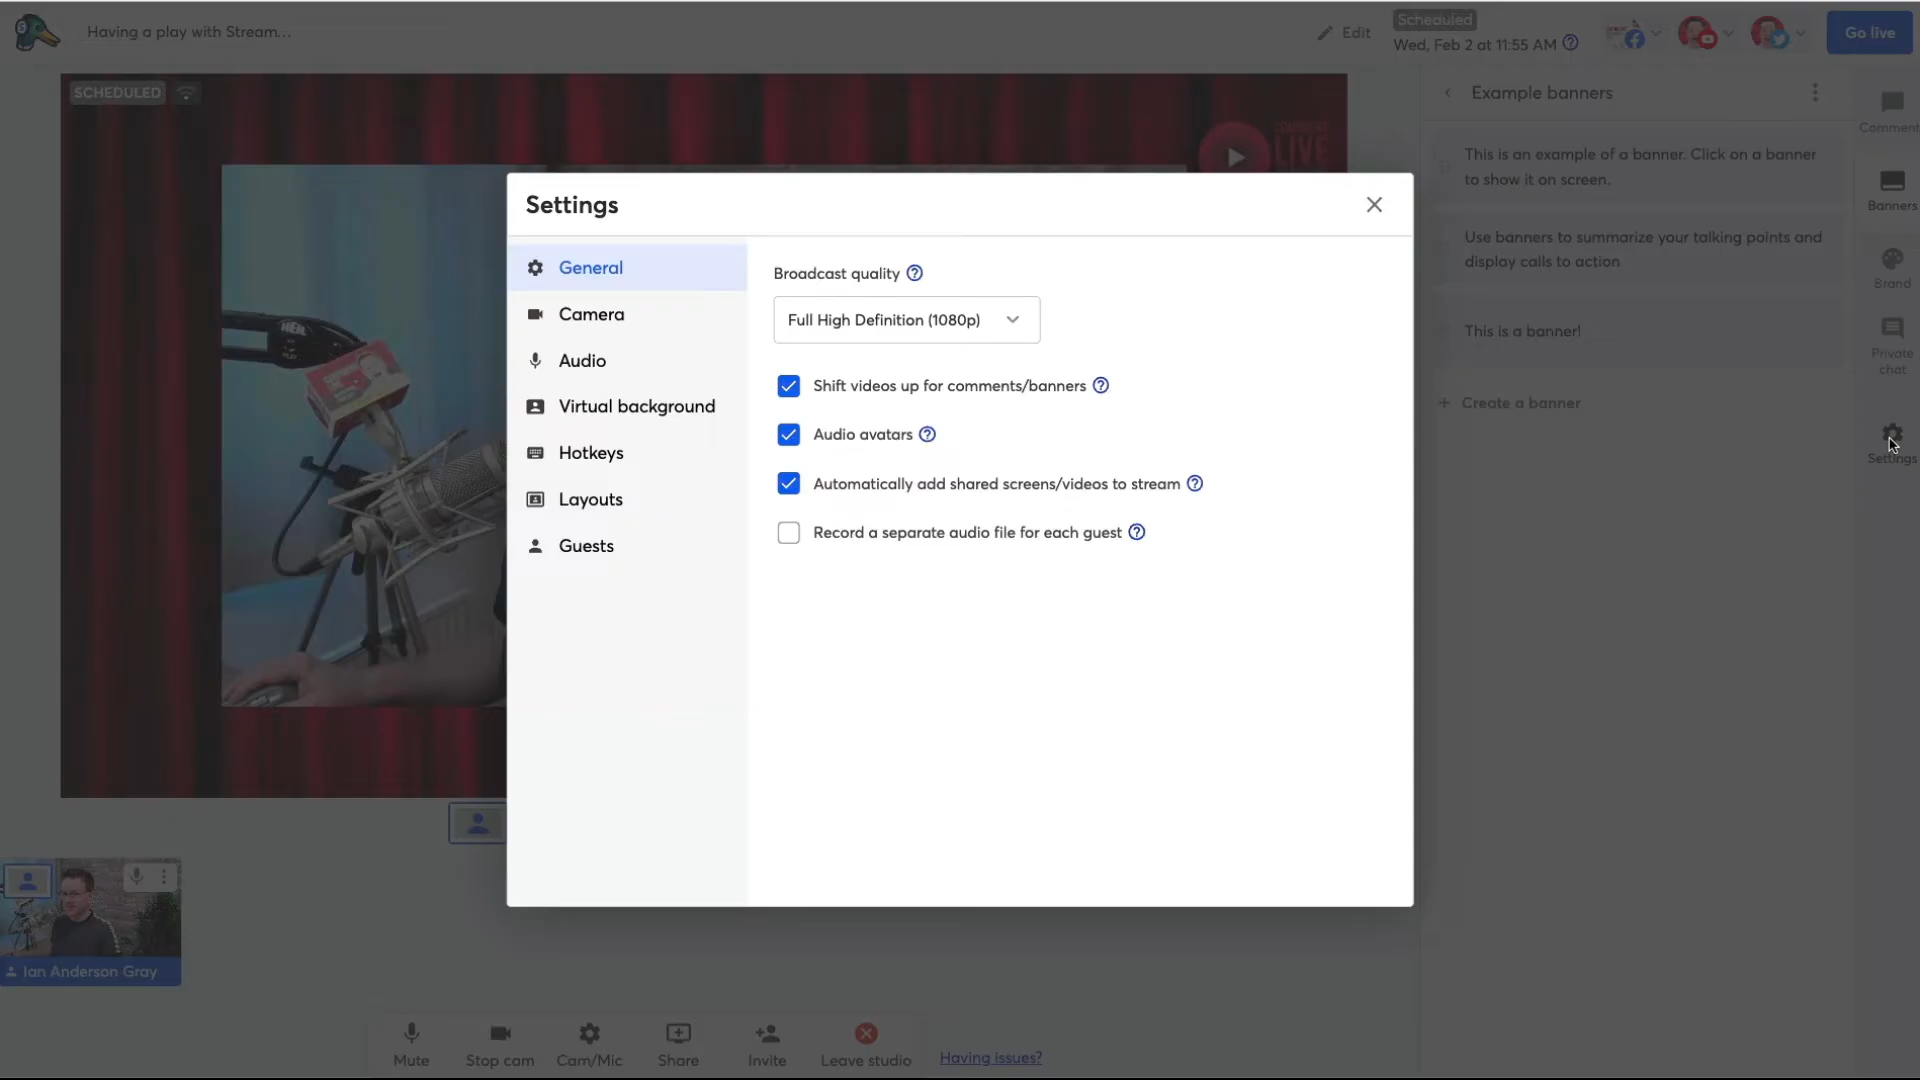 Having a play with Stream...
Edit
Scheduled
Wed, Feb 2 at 11:55 AM
Go live
SCHEDULED
LIVE
Example banners
This is an example of a banner. Click on a banner
to show it on screen.
Use banners to summarize your talking points and
display calls to action
This is a banner!
+ Create a banner
Comment
Banners
Brand
Private
chat
Settings
Settings
General
Camera
Audio
Virtual background
Hotkeys
Layouts
Guests
Broadcast quality
Full High Definition (1080p)
Shift videos up for comments/banners
Audio avatars
Automatically add shared screens/videos to stream
Record a separate audio file for each guest
HEIL
Ian Anderson Gray
Mute
Stop cam
Cam/Mic
Share
Invite
Leave studio
Having issues?